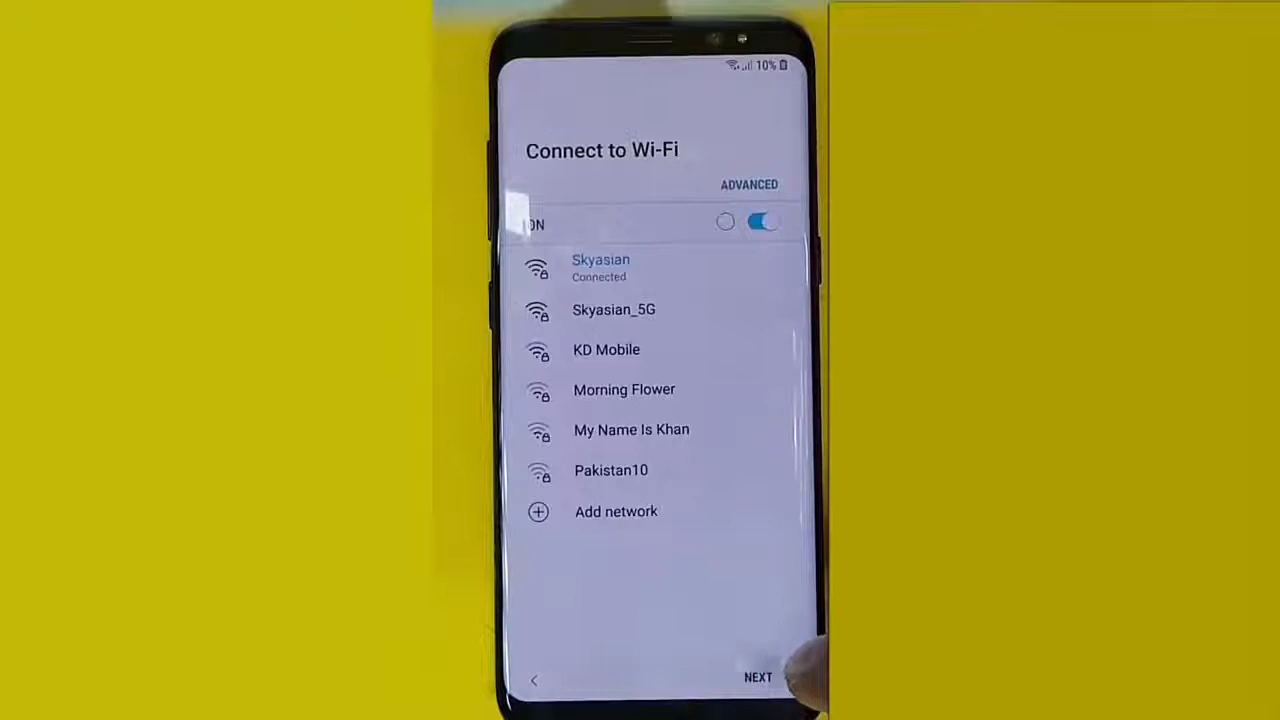 10%
Connect to Wi-Fi
ADVANCED
ON
Skyasian
Connected
Skyasian_5G
KD Mobile
Morning Flower
My Name Is Khan
Pakistan10
Add network
NEXT